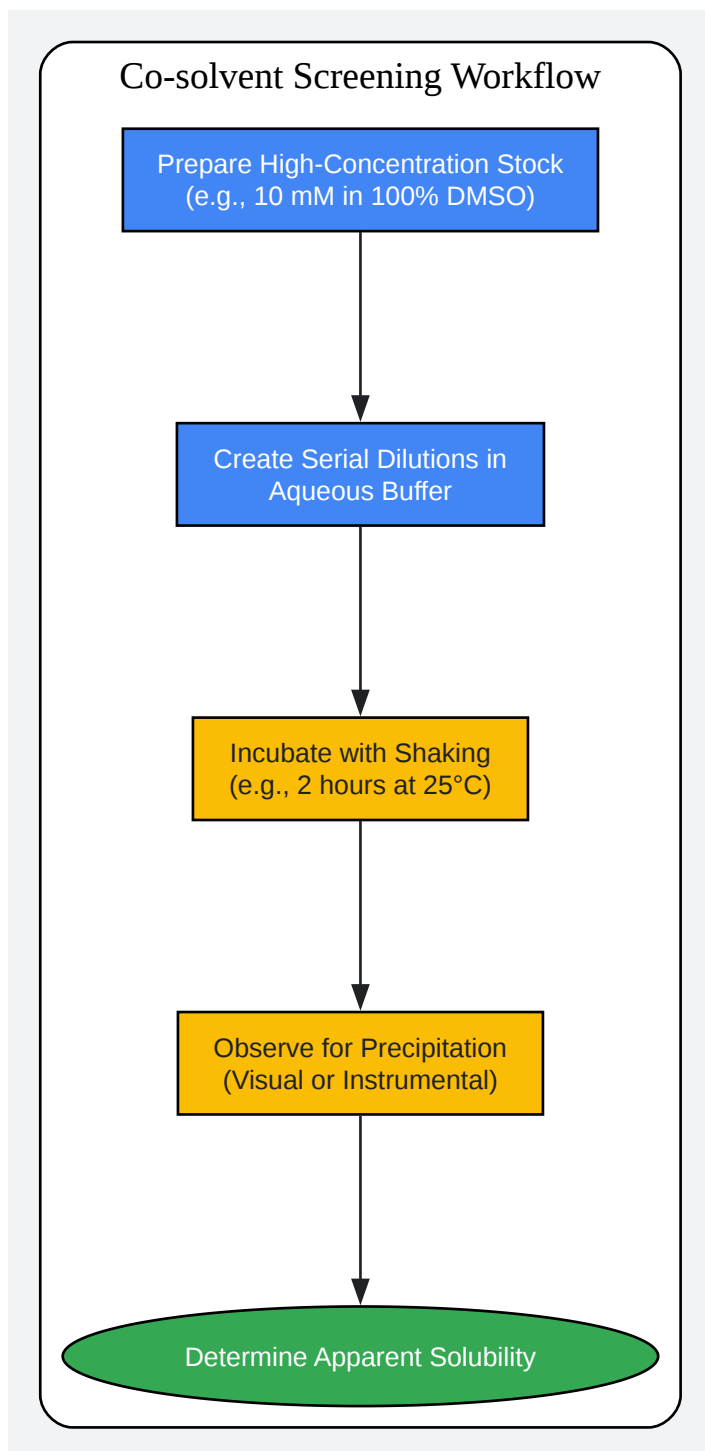 Co-solvent Screening Workflow
Prepare High-Concentration Stock
(e.g., 10 mM in 100% DMSO)
Create Serial Dilutions in
Aqueous Buffer
Incubate with Shaking
(e.g., 2 hours at 25°C)
Observe for Precipitation
(Visual or Instrumental)
Determine Apparent Solubility